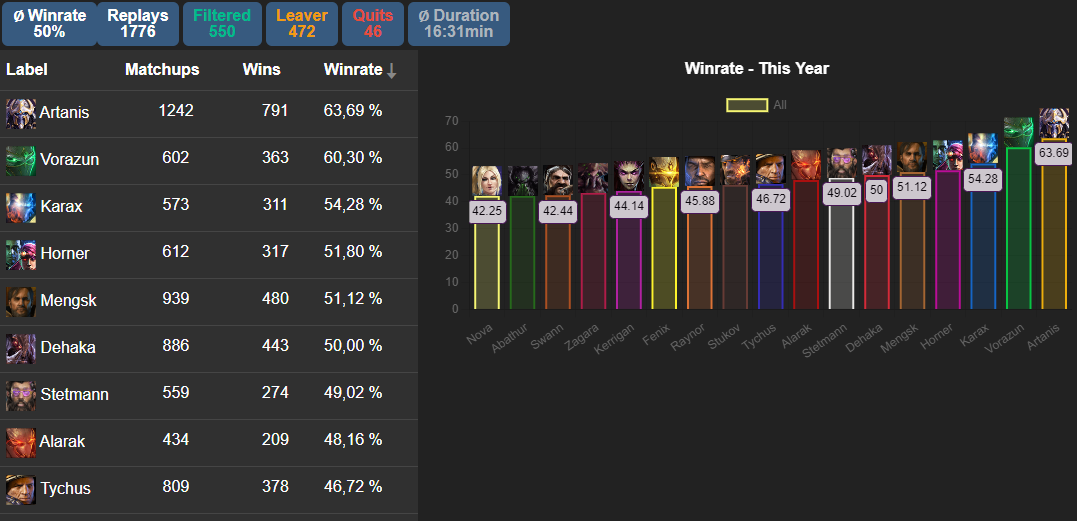 Ø Winrate Replays Filtered Leaver Quits Ø Duration
50% 1776 550 472 46 16:31min
Label Matchups Wins Winrate
Artanis 1242 791 63,69 %
Vorazun 602 363 60,30 %
Karax 573 311 54,28 %
Horner 612 317 51,80 %
Mengsk 939 480 51,12 %
Dehaka 886 443 50,00 %
Stetmann 559 274 49,02 %
Alarak 434 209 48,16 %
Tychus 809 378 46,72 %
Winrate - This Year
All
70
60
50
40
30
20
10
0
42.25 42.44 44.14 45.88 46.72 49.02 50 51.12 54.28 63.69
Nova Abathur Swann Zagara Kerrigan Fenix Raynor Stukov Tychus Alarak Stetmann Dehaka Mengsk Horner Karax Vorazun Artanis